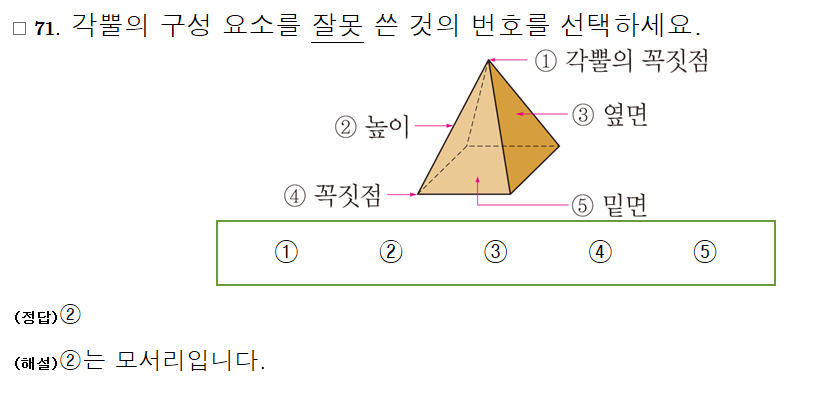 □ 71. 각뿔의 구성 요소를 잘못 쓴 것의 번호를 선택하세요.
① 각뿔의 꼭짓점
② 높이
③ 옆면
④ 꼭짓점
⑤ 밑면
① ② ③ ④ ⑤
(정답)②
(해설)②는 모서리입니다.